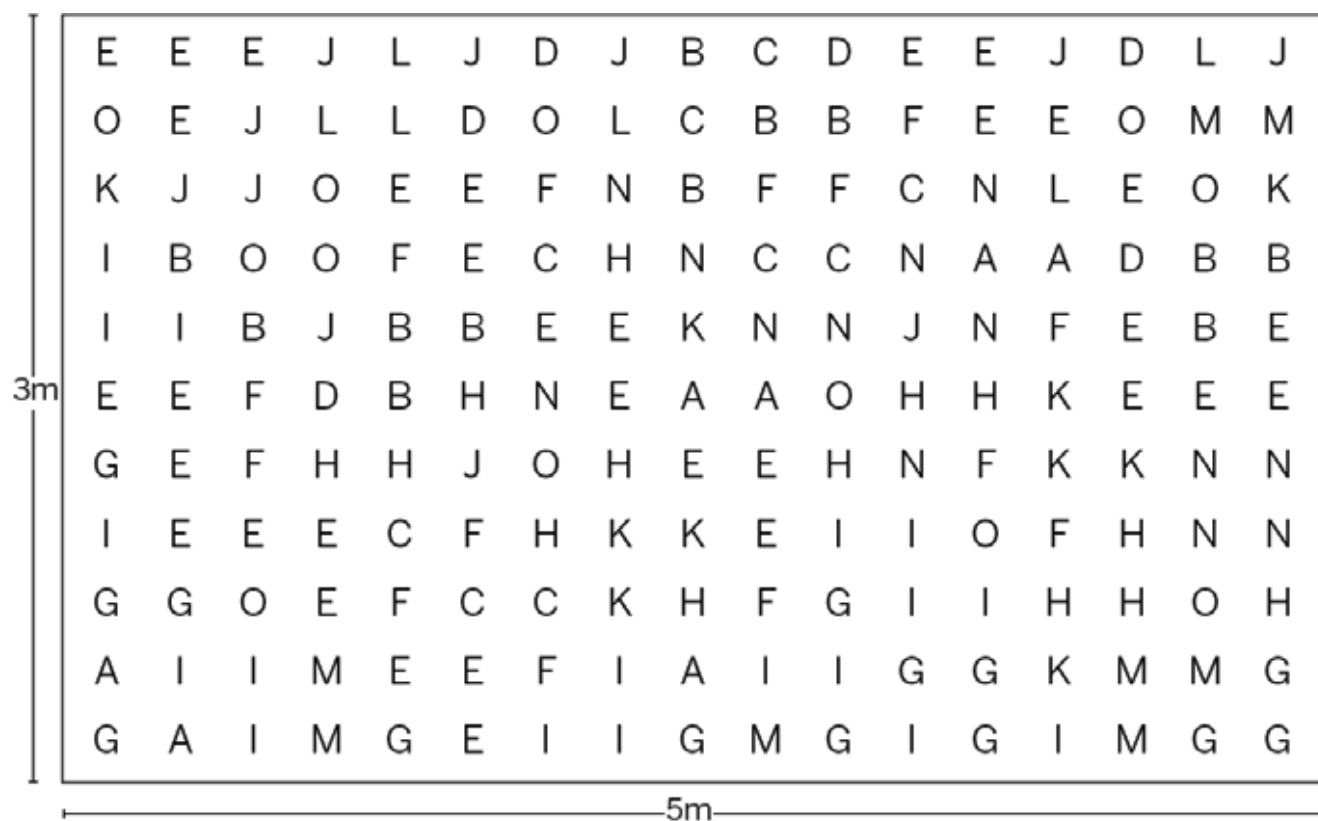 E E E J L J D J B C D E E J D L J
O E J L L D O L C B B F E E O M M
K J J O E E F N B F F C N L E O K
I B O O F E C H N C C N A A D B B
I I B J B B E E K N N J N F E B E
3m
E E F D B H N E A A O H H K E E E
G E F H H J O H E E H N F K K N N
I E E E C F H K K E I I O F H N N
G G O E F C C K H F G I I H H O H
A I I M E E F I A I I G G K M M G
G A I M G E I I G M G I G I M G G
5m